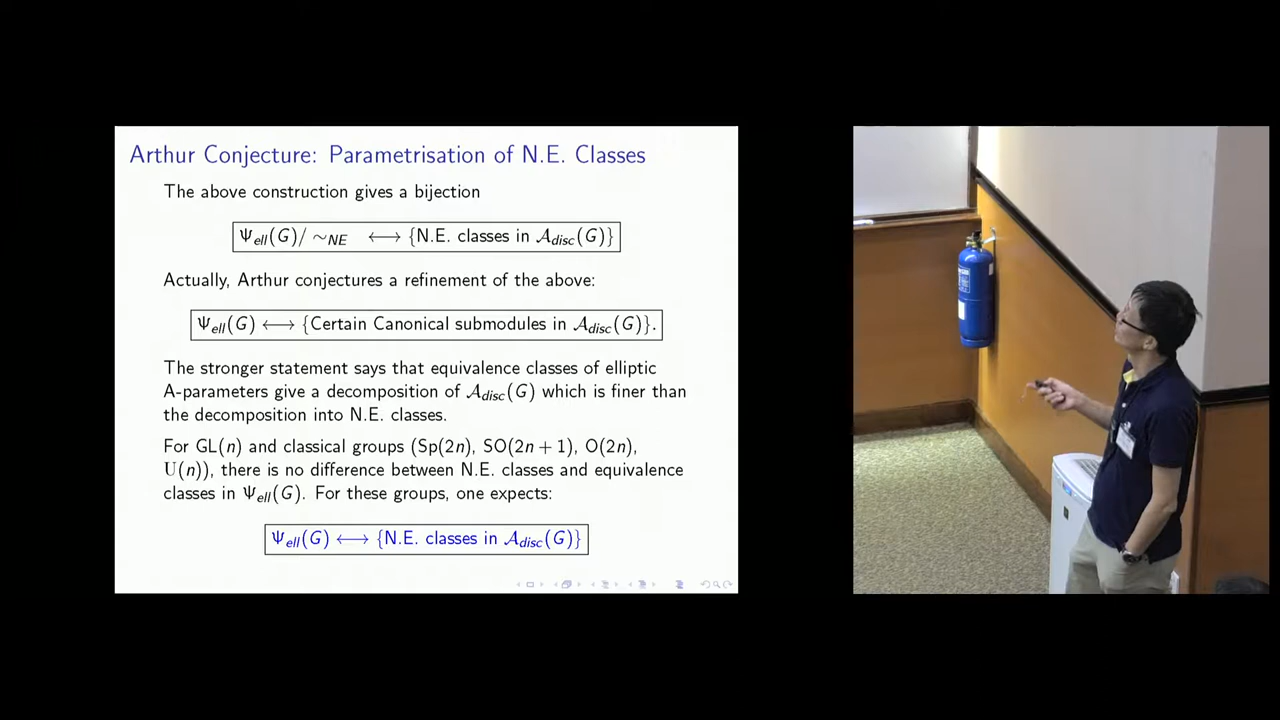 Arthur Conjecture: Parametrisation of N.E. Classes
The above construction gives a bijection
Ψ_ell(G)/ ∼_NE ⟷ {N.E. classes in 𝒜_disc(G)}
Actually, Arthur conjectures a refinement of the above:
Ψ_ell(G) ⟷ {Certain Canonical submodules in 𝒜_disc(G)}.
The stronger statement says that equivalence classes of elliptic
A-parameters give a decomposition of 𝒜_disc(G) which is finer than
the decomposition into N.E. classes.
For GL(n) and classical groups (Sp(2n), SO(2n + 1), O(2n),
U(n)), there is no difference between N.E. classes and equivalence
classes in Ψ_ell(G). For these groups, one expects:
Ψ_ell(G) ⟷ {N.E. classes in 𝒜_disc(G)}